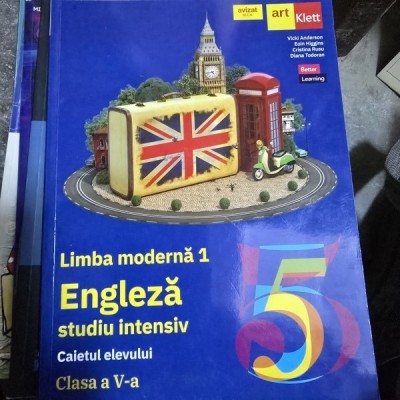 avizat
M.E.N.
art
Klett
Vicki Anderson
Eoin Higgins
Cristina Rusu
Diana Todoran
Better
Learning
Limba modernă 1
Engleză
studiu intensiv
Caietul elevului
Clasa a V-a
5